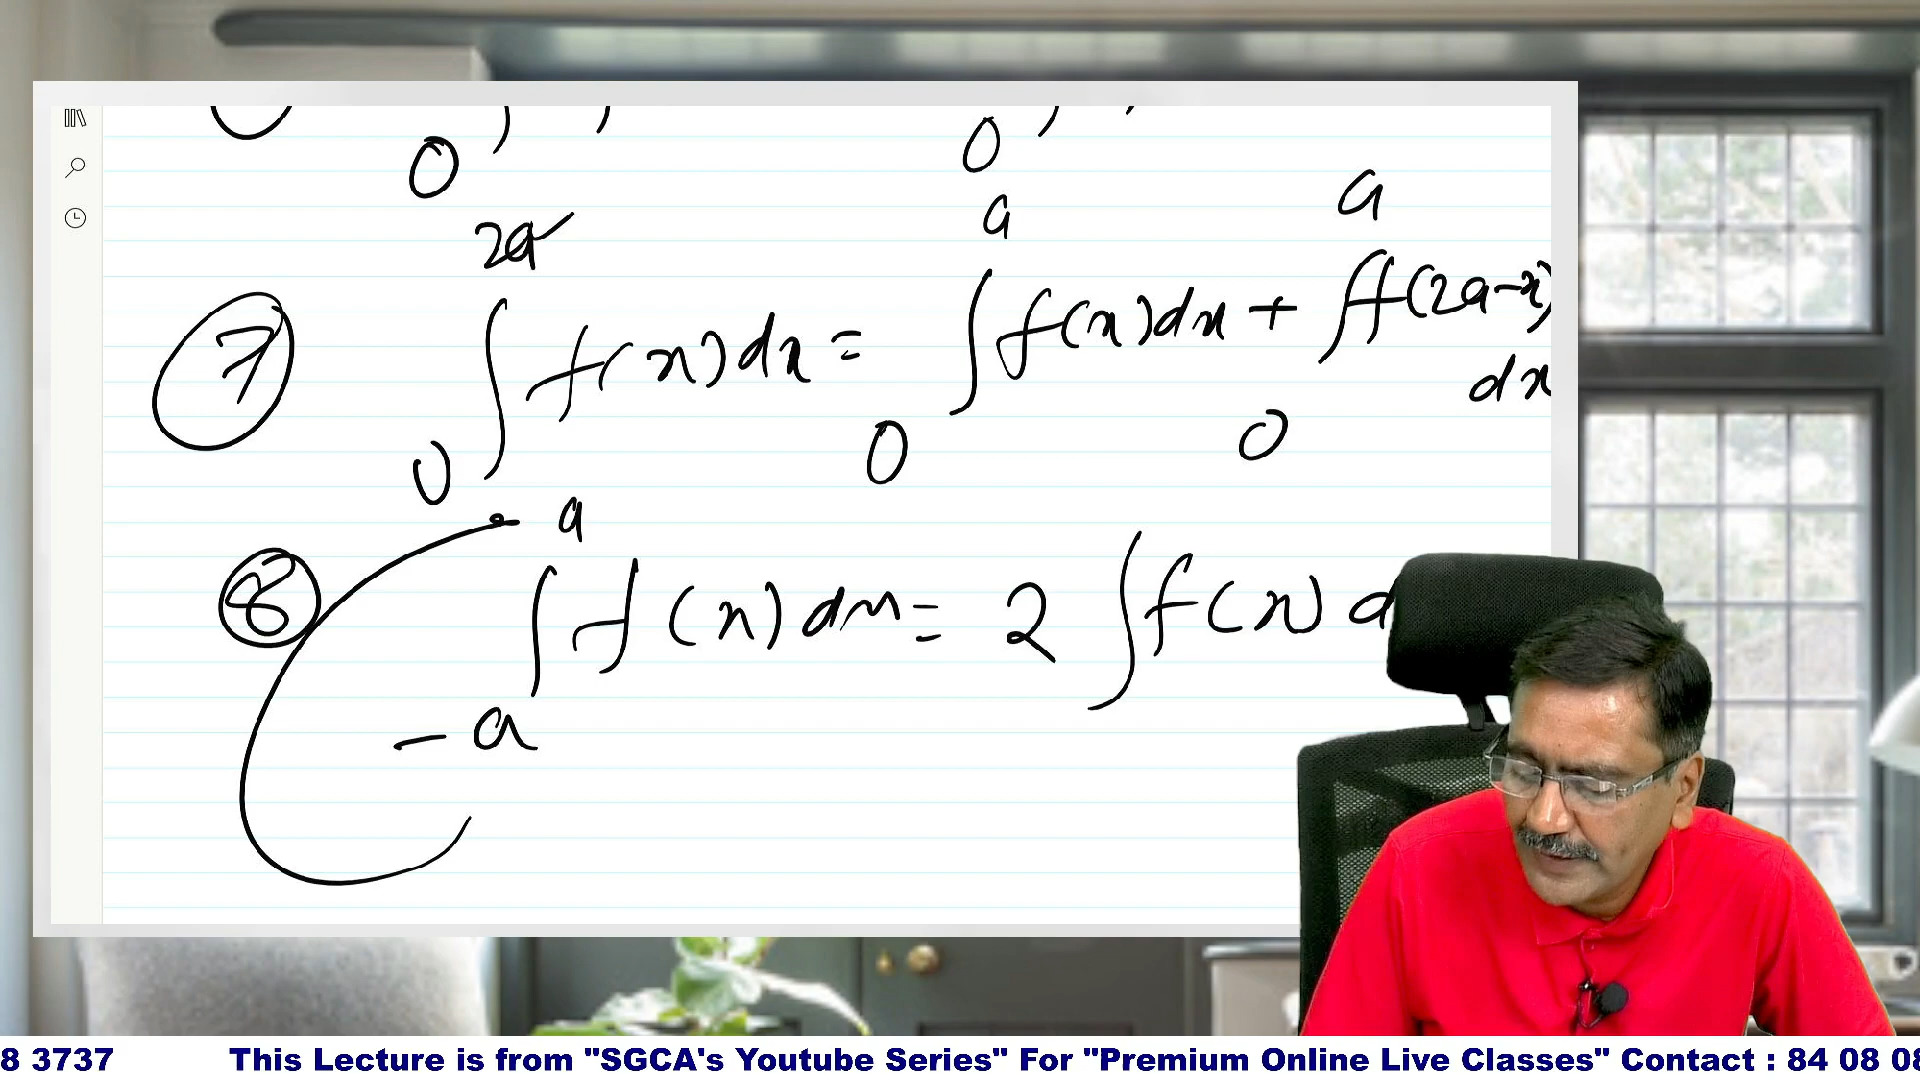 0 0
2a a a
⑦ ∫ f(x)dx = ∫f(x)dx + ∫f(2a-x)
dx
0 0 0
a
⑧ ∫ f(x) dx = 2 ∫f(x) d
- a
8 3737 This Lecture is from "SGCA's Youtube Series" For "Premium Online Live Classes" Contact : 84 08 08